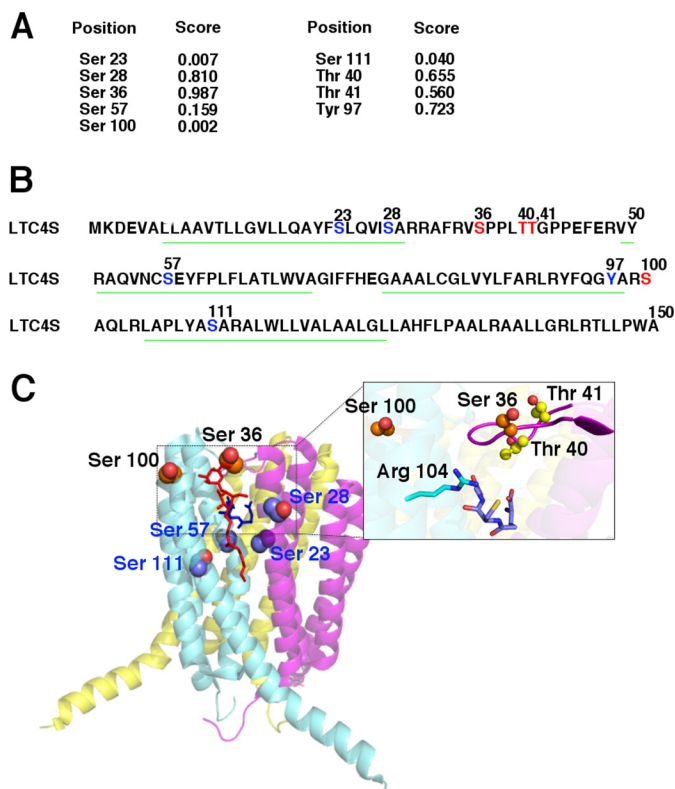 A
Position Score Position Score
Ser 23 0.007 Ser 111 0.040
Ser 28 0.810 Thr 40 0.655
Ser 36 0.987 Thr 41 0.560
Ser 57 0.159 Tyr 97 0.723
Ser 100 0.002
B
23 28 36 40,41 50
LTC4S MKDEVALLAAVTLLGVLLQAYFSLQVISARRAFRVSPPLTTGPPEFERVY
57 97 100
LTC4S RAQVNCSEYFPLFLATLWVAGIFFHEGAAALCGLVYLFARLRYFQGYARS
111 150
LTC4S AQLRLAPLYASARALWLLVALAALGLLAHFLPAALRAALLGRLRTLLPWA
C
Ser 100
Ser 36
Ser 28
Ser 57
Ser 23
Ser 111
Ser 100
Ser 36
Thr 41
Thr 40
Arg 104